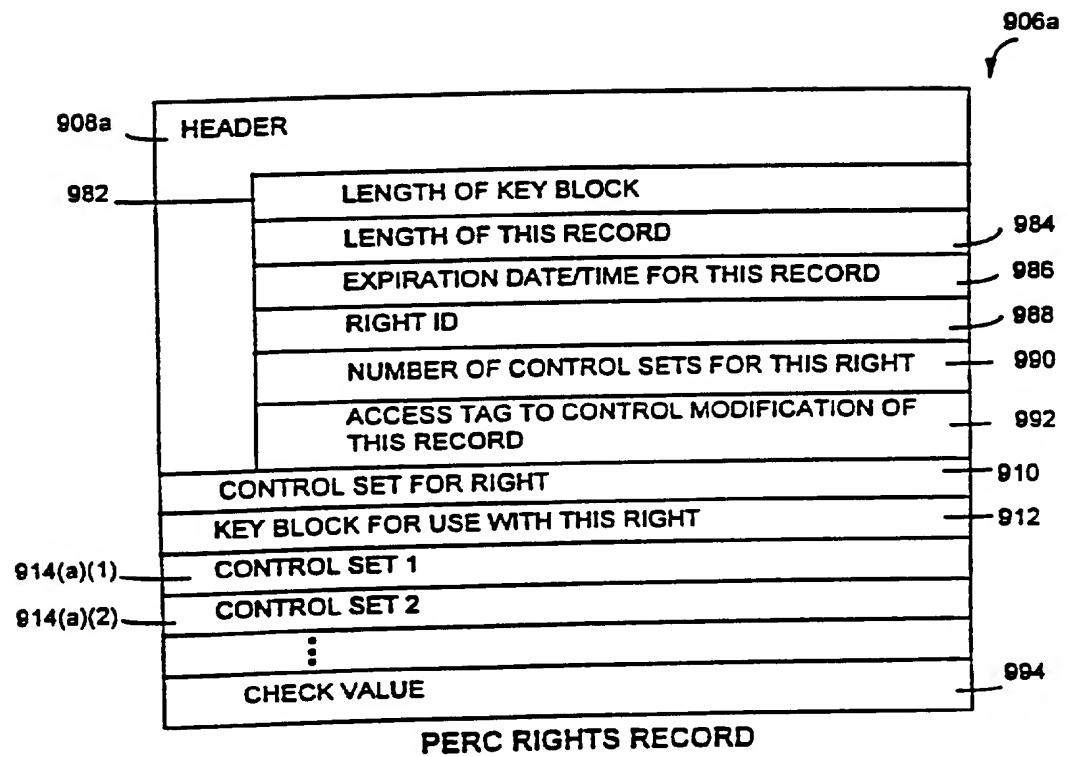 906a
908a HEADER
982 LENGTH OF KEY BLOCK
LENGTH OF THIS RECORD 984
EXPIRATION DATE/TIME FOR THIS RECORD 986
RIGHT ID 988
NUMBER OF CONTROL SETS FOR THIS RIGHT 990
ACCESS TAG TO CONTROL MODIFICATION OF
THIS RECORD 992
CONTROL SET FOR RIGHT 910
KEY BLOCK FOR USE WITH THIS RIGHT 912
914(a)(1) CONTROL SET 1
914(a)(2) CONTROL SET 2
CHECK VALUE 994
PERC RIGHTS RECORD